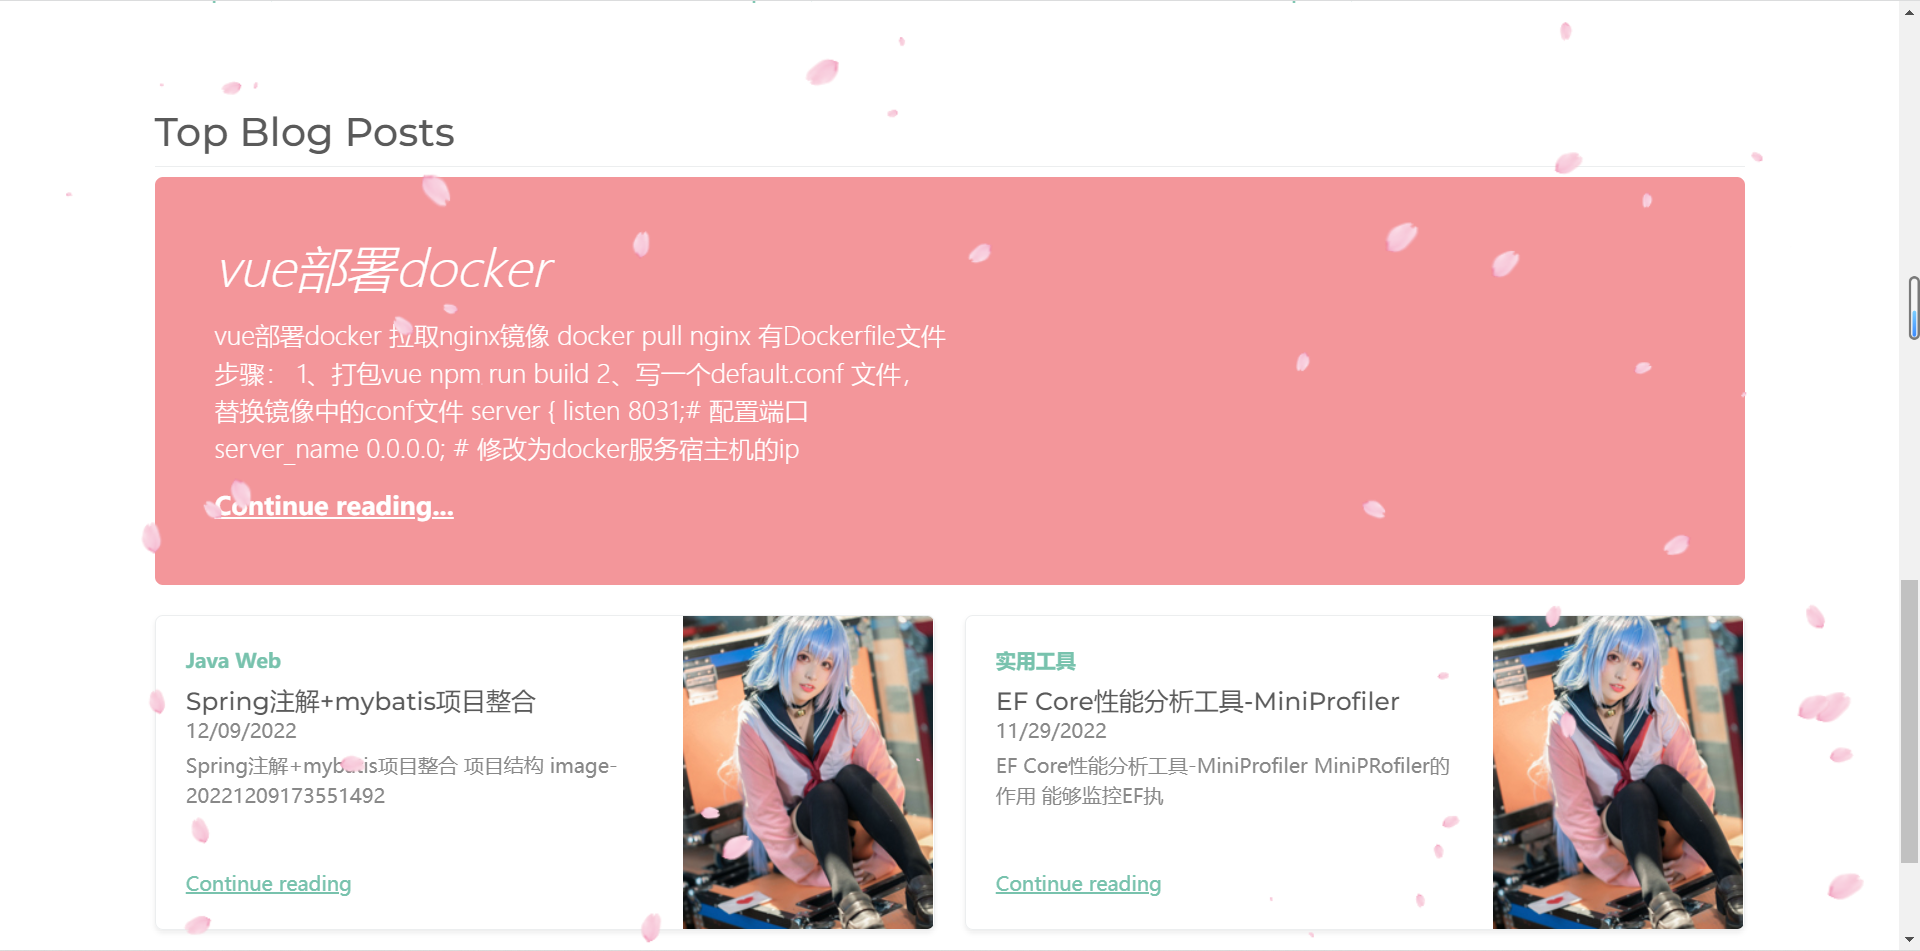 Top Blog Posts
vue部署docker
vue部署docker 拉取nginx镜像 docker pull nginx 有Dockerfile文件
步骤： 1、打包vue npm run build 2、写一个default.conf 文件，
替换镜像中的conf文件 server { listen 8031;# 配置端口
server_name 0.0.0.0; # 修改为docker服务宿主机的ip
Continue reading...
Java Web
Spring注解+mybatis项目整合
12/09/2022
Spring注解+mybatis项目整合 项目结构 image-
20221209173551492
Continue reading
实用工具
EF Core性能分析工具-MiniProfiler
11/29/2022
EF Core性能分析工具-MiniProfiler MiniPRofiler的
作用 能够监控EF执
Continue reading